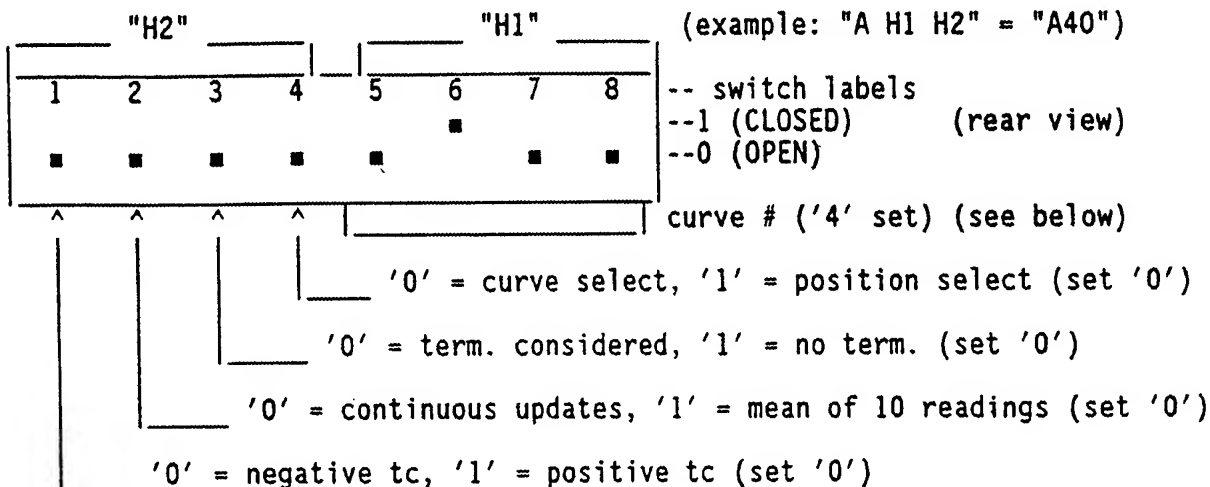 "H2" "H1" (example: "A H1 H2" = "A40")
1 2 3 4 5 6 7 8 -- switch labels
--1 (CLOSED) (rear view)
--0 (OPEN)
^ ^ ^ ^ curve # ('4' set) (see below)
'0' = curve select, '1' = position select (set '0')
'0' = term. considered, '1' = no term. (set '0')
'0' = continuous updates, '1' = mean of 10 readings (set '0')
'0' = negative tc, '1' = positive tc (set '0')